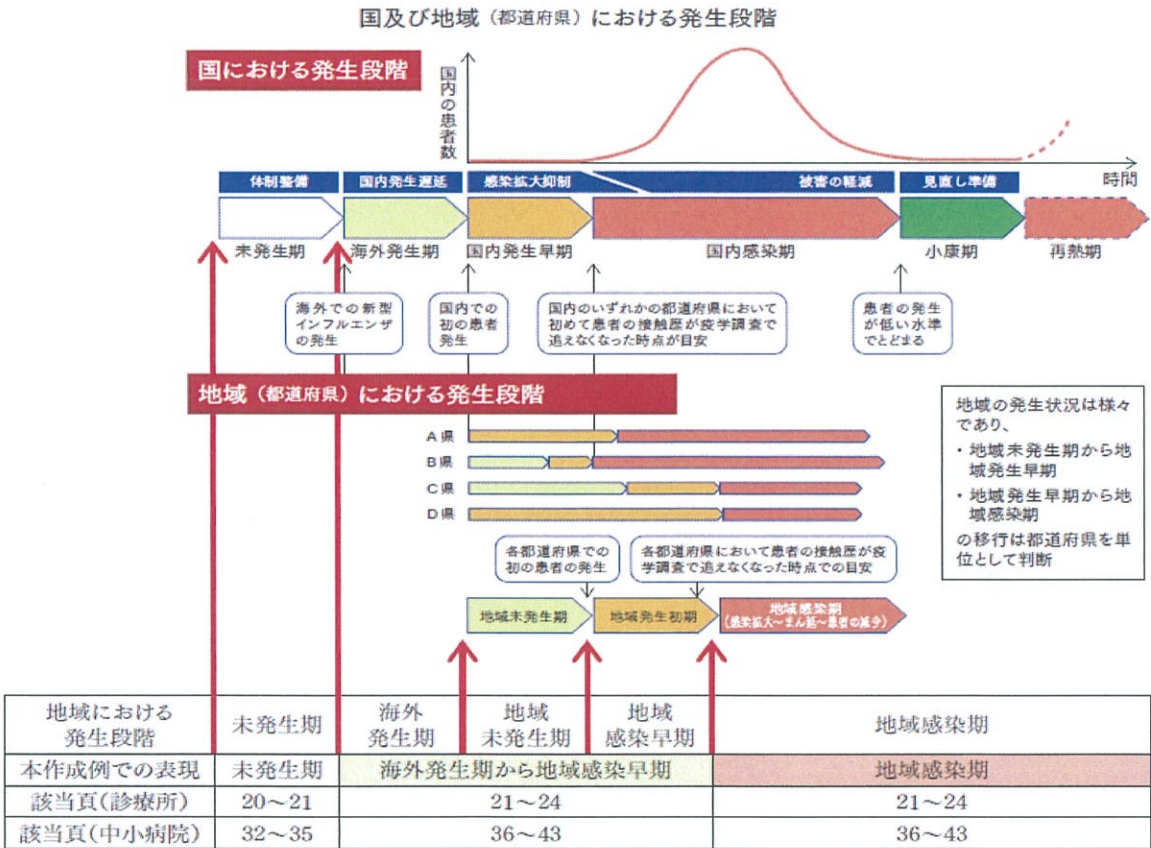 国及び地域（都道府県）における発生段階
国における発生段階
国内の患者数
時間
体制整備
国内発生遅延
感染拡大抑制
被害の軽減
見直し準備
未発生期
海外発生期
国内発生早期
国内感染期
小康期
再熱期
海外での新型
インフルエンザ
の発生
国内での
初の患者
発生
国内のいずれかの都道府県において
初めて患者の接触歴が疫学調査で
追えなくなった時点が目安
患者の発生
が低い水準
でとどまる
地域（都道府県）における発生段階
A県
B県
C県
D県
地域の発生状況は様々
であり、
・地域未発生期から地
域発生早期
・地域発生早期から地
域感染期
の移行は都道府県を単
位として判断
各都道府県での
初の患者の発生
各都道府県において患者の接触歴が疫
学調査で追えなくなった時点での目安
地域未発生期
地域発生初期
地域感染期
（感染拡大～まん延～患者の減少）
地域における
発生段階
未発生期
海外
発生期
地域
未発生期
地域
感染早期
地域感染期
本作成例での表現
未発生期
海外発生期から地域感染早期
地域感染期
該当頁（診療所）
20～21
21～24
21～24
該当頁（中小病院）
32～35
36～43
36～43